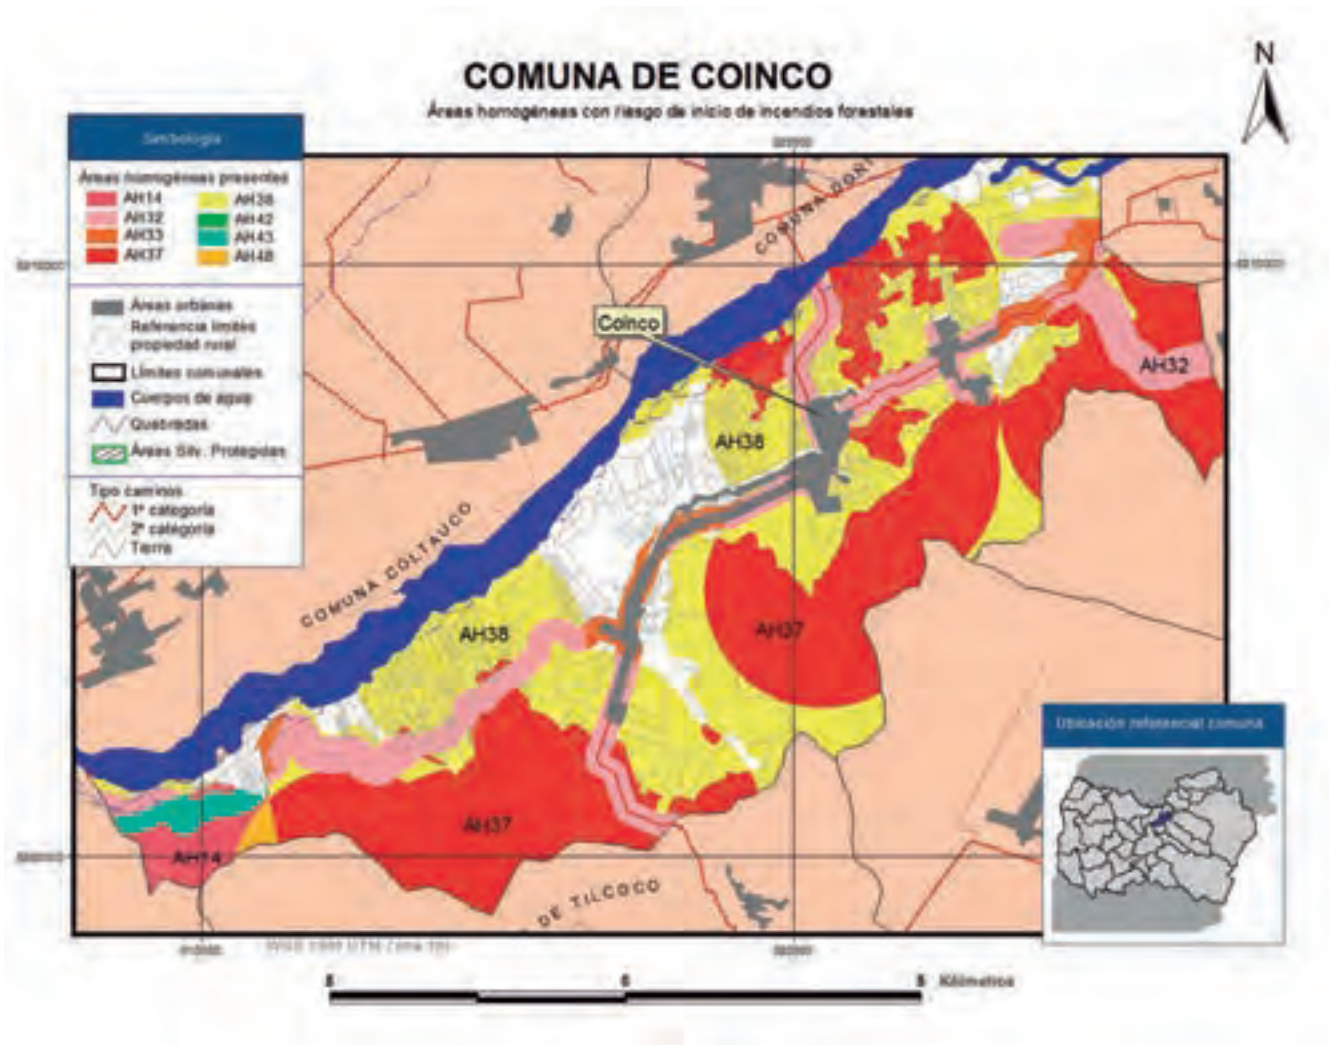 N
COMUNA DE COINCO
Áreas homogéneas con riesgo de inicio de incendios forestales
Simbología
Áreas homogéneas presentes
AH14
AH38
AH32
AH42
AH33
AH43
AH37
AH48
Áreas urbanas
Referencia límites
propiedad rural
Límites comunales
Cuerpos de agua
Quebradas
Áreas Silv. Protegidas
Tipo caminos
1ª categoría
2ª categoría
Tierra
COMUNA DOÑI
Coinco
AH32
AH38
COMUNA COLTAUCO
AH38
AH37
AH37
AH14
DE TILCOCO
Ubicación referencial comuna
Kilómetros